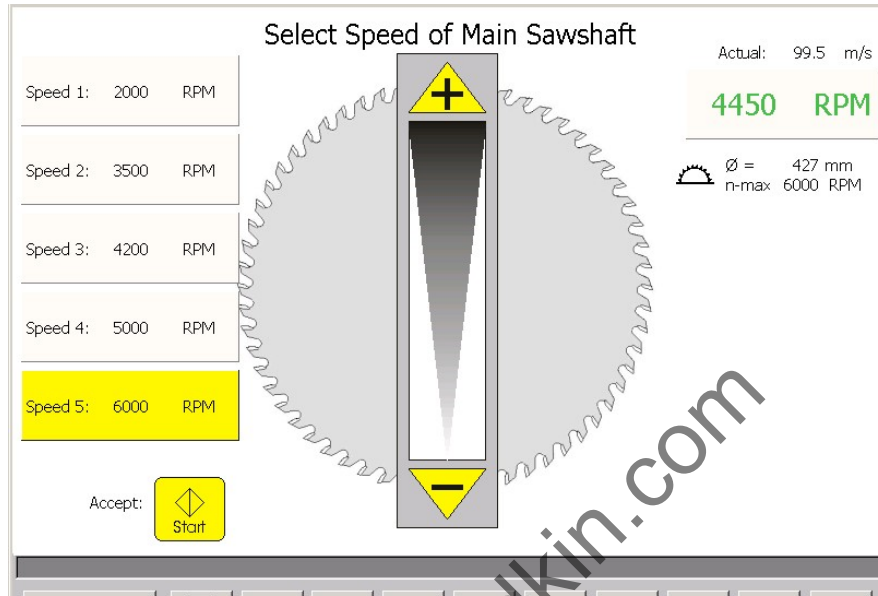 Select Speed of Main Sawshaft
Actual: 99.5 m/s
4450 RPM
Ø = 427 mm
n-max 6000 RPM
Speed 1: 2000 RPM
Speed 2: 3500 RPM
Speed 3: 4200 RPM
Speed 4: 5000 RPM
Speed 5: 6000 RPM
+
−
Accept:
Start
lkin.com